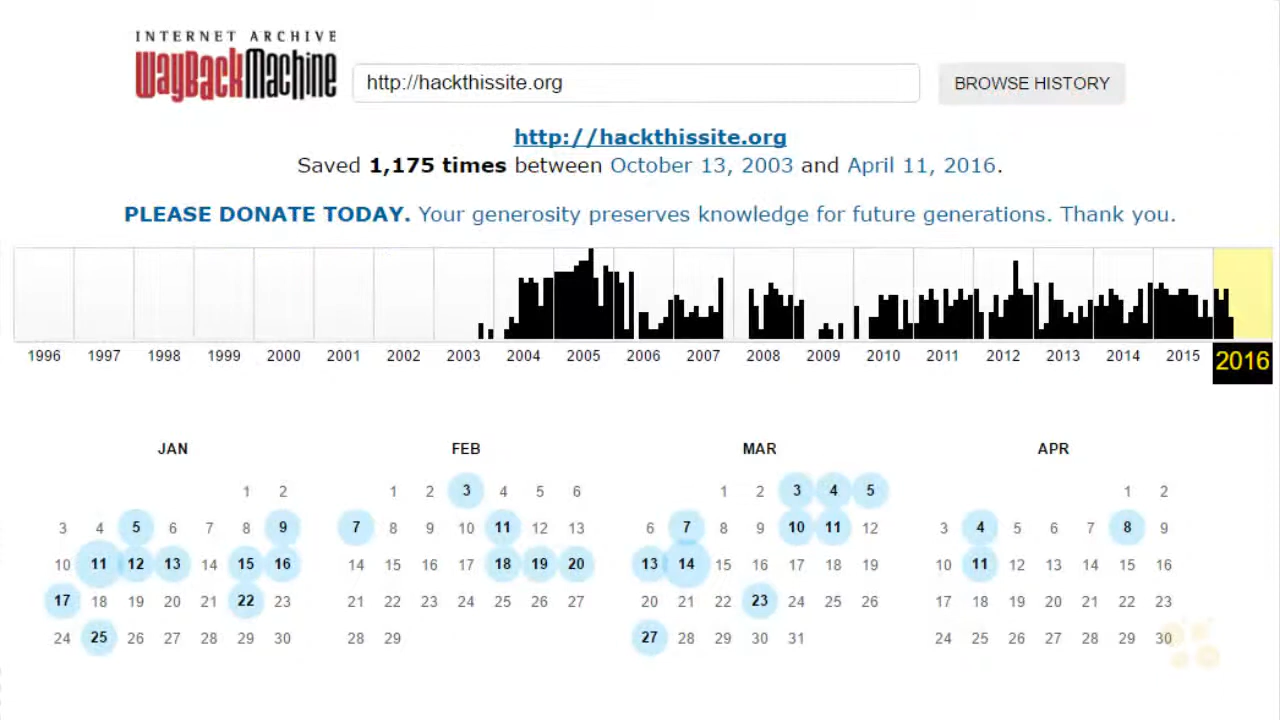 INTERNET ARCHIVE
WayBackMachine
http://hackthissite.org
BROWSE HISTORY
http://hackthissite.org
Saved 1,175 times between October 13, 2003 and April 11, 2016.
PLEASE DONATE TODAY. Your generosity preserves knowledge for future generations. Thank you.
1996 1997 1998 1999 2000 2001 2002 2003 2004 2005 2006 2007 2008 2009 2010 2011 2012 2013 2014 2015 2016
JAN
1 2
3 4 5 6 7 8 9
10 11 12 13 14 15 16
17 18 19 20 21 22 23
24 25 26 27 28 29 30
FEB
1 2 3 4 5 6
7 8 9 10 11 12 13
14 15 16 17 18 19 20
21 22 23 24 25 26 27
28 29
MAR
1 2 3 4 5
6 7 8 9 10 11 12
13 14 15 16 17 18 19
20 21 22 23 24 25 26
27 28 29 30 31
APR
1 2
3 4 5 6 7 8 9
10 11 12 13 14 15 16
17 18 19 20 21 22 23
24 25 26 27 28 29 30